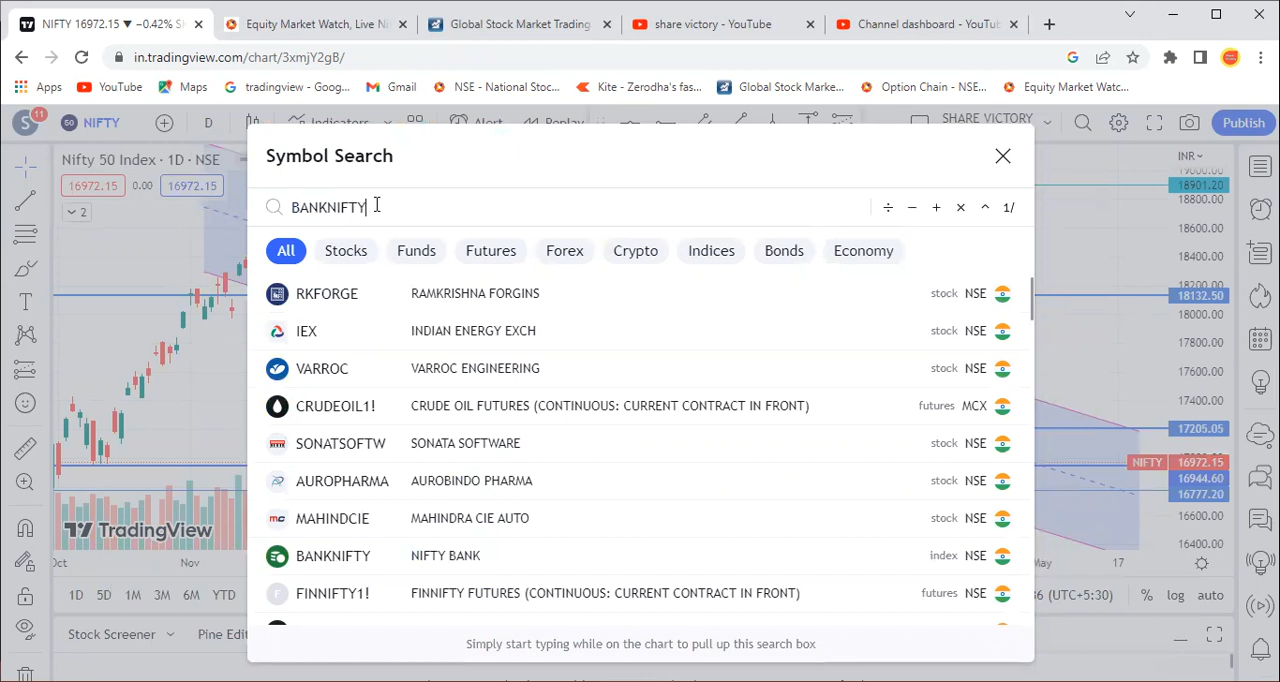 NIFTY 16972.15 ▼ −0.42% S
Equity Market Watch, Live N
Global Stock Market Trading
share victory - YouTube
Channel dashboard - YouTu
in.tradingview.com/chart/3xmjY2gB/
Apps
YouTube
Maps
tradingview - Goog...
Gmail
NSE - National Stoc...
Kite - Zerodha's fas...
Global Stock Marke...
Option Chain - NSE...
Equity Market Watc...
S 11
50 NIFTY
D
Indicators
Alert
Replay
SHARE VICTORY
Publish
Nifty 50 Index · 1D · NSE
16972.15 0.00 16972.15
2
INR
19000.00
18901.20
18800.00
18600.00
18400.00
18200.00
18132.50
18000.00
17800.00
17600.00
17400.00
17205.05
NIFTY 16972.15
16944.60
16777.20
16600.00
16400.00
Symbol Search
BANKNIFTY
÷ − + × 1/
All Stocks Funds Futures Forex Crypto Indices Bonds Economy
RKFORGE RAMKRISHNA FORGINS stock NSE
IEX INDIAN ENERGY EXCH stock NSE
VARROC VARROC ENGINEERING stock NSE
CRUDEOIL1! CRUDE OIL FUTURES (CONTINUOUS: CURRENT CONTRACT IN FRONT) futures MCX
SONATSOFTW SONATA SOFTWARE stock NSE
AUROPHARMA AUROBINDO PHARMA stock NSE
mc MAHINDCIE MAHINDRA CIE AUTO stock NSE
BANKNIFTY NIFTY BANK index NSE
F FINNIFTY1! FINNIFTY FUTURES (CONTINUOUS: CURRENT CONTRACT IN FRONT) futures NSE
Simply start typing while on the chart to pull up this search box
TradingView
Oct Nov May 17
1D 5D 1M 3M 6M YTD
36 (UTC+5:30) % log auto
Stock Screener
Pine Edit